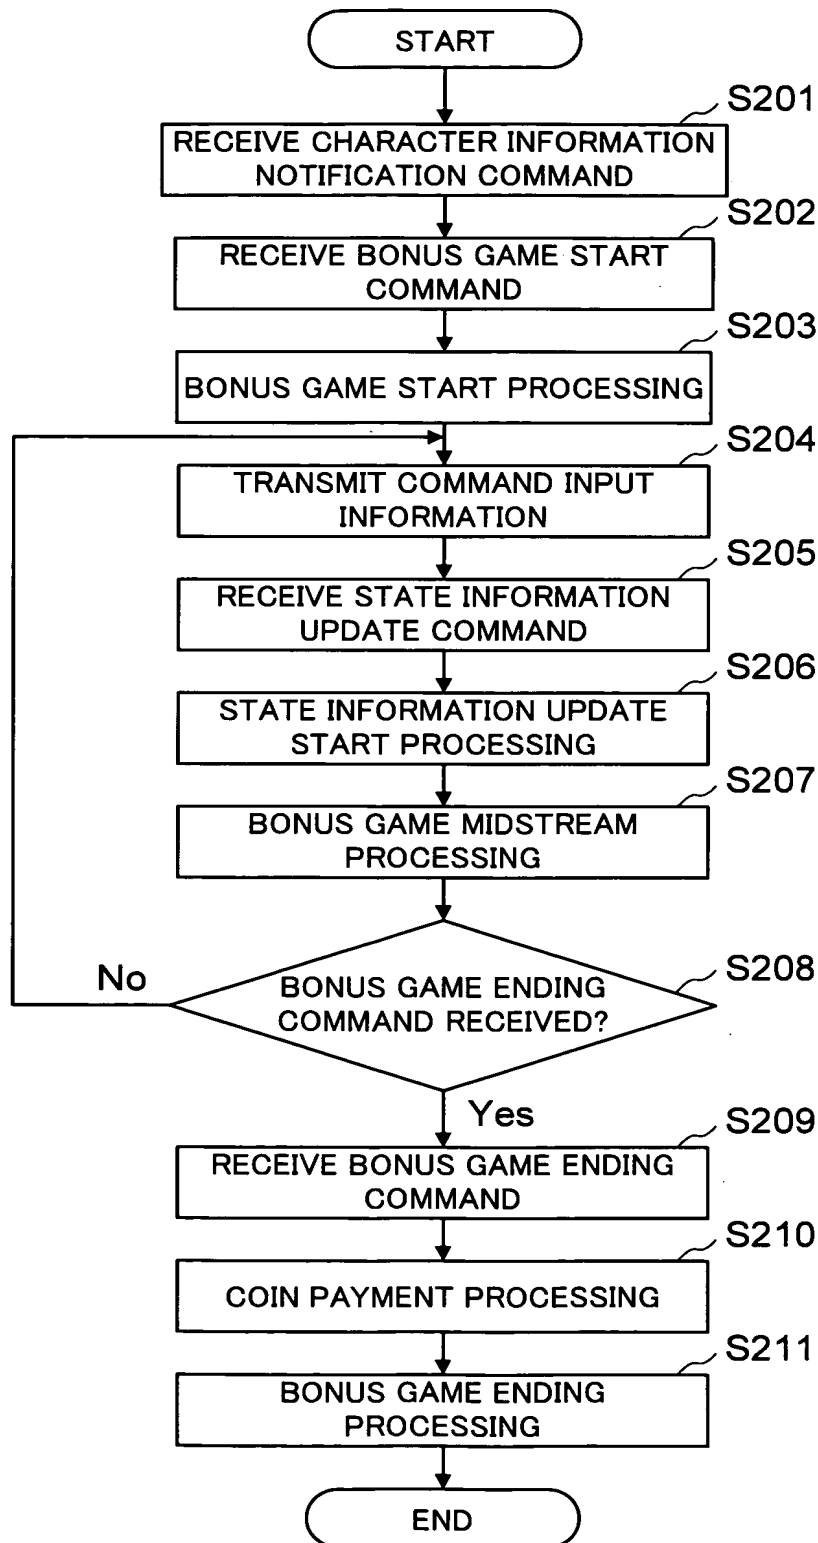 START
S201
RECEIVE CHARACTER INFORMATION
NOTIFICATION COMMAND
S202
RECEIVE BONUS GAME START
COMMAND
S203
BONUS GAME START PROCESSING
S204
TRANSMIT COMMAND INPUT
INFORMATION
S205
RECEIVE STATE INFORMATION
UPDATE COMMAND
S206
STATE INFORMATION UPDATE
START PROCESSING
S207
BONUS GAME MIDSTREAM
PROCESSING
S208
No
BONUS GAME ENDING
COMMAND RECEIVED?
Yes
S209
RECEIVE BONUS GAME ENDING
COMMAND
S210
COIN PAYMENT PROCESSING
S211
BONUS GAME ENDING
PROCESSING
END